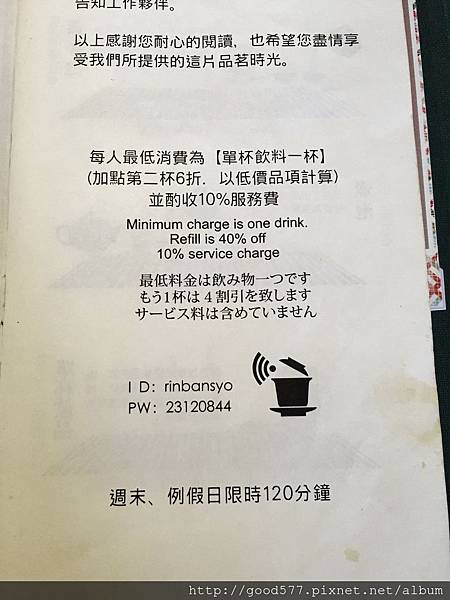 告知工作夥伴。
以上感謝您耐心的閱讀，也希望您盡情享
受我們所提供的這片品茗時光。
每人最低消費為【單杯飲料一杯】
(加點第二杯6折．以低價品項計算)
並酌收10%服務費
Minimum charge is one drink.
Refill is 40% off
10% service charge
最低料金は飲み物一つです
もう1杯は４割引を致します
サービス料は含めていません
ＩＤ: rinbansyo
PW: 23120844
週末、例假日限時120分鐘
http://good577.pixnet.net/album